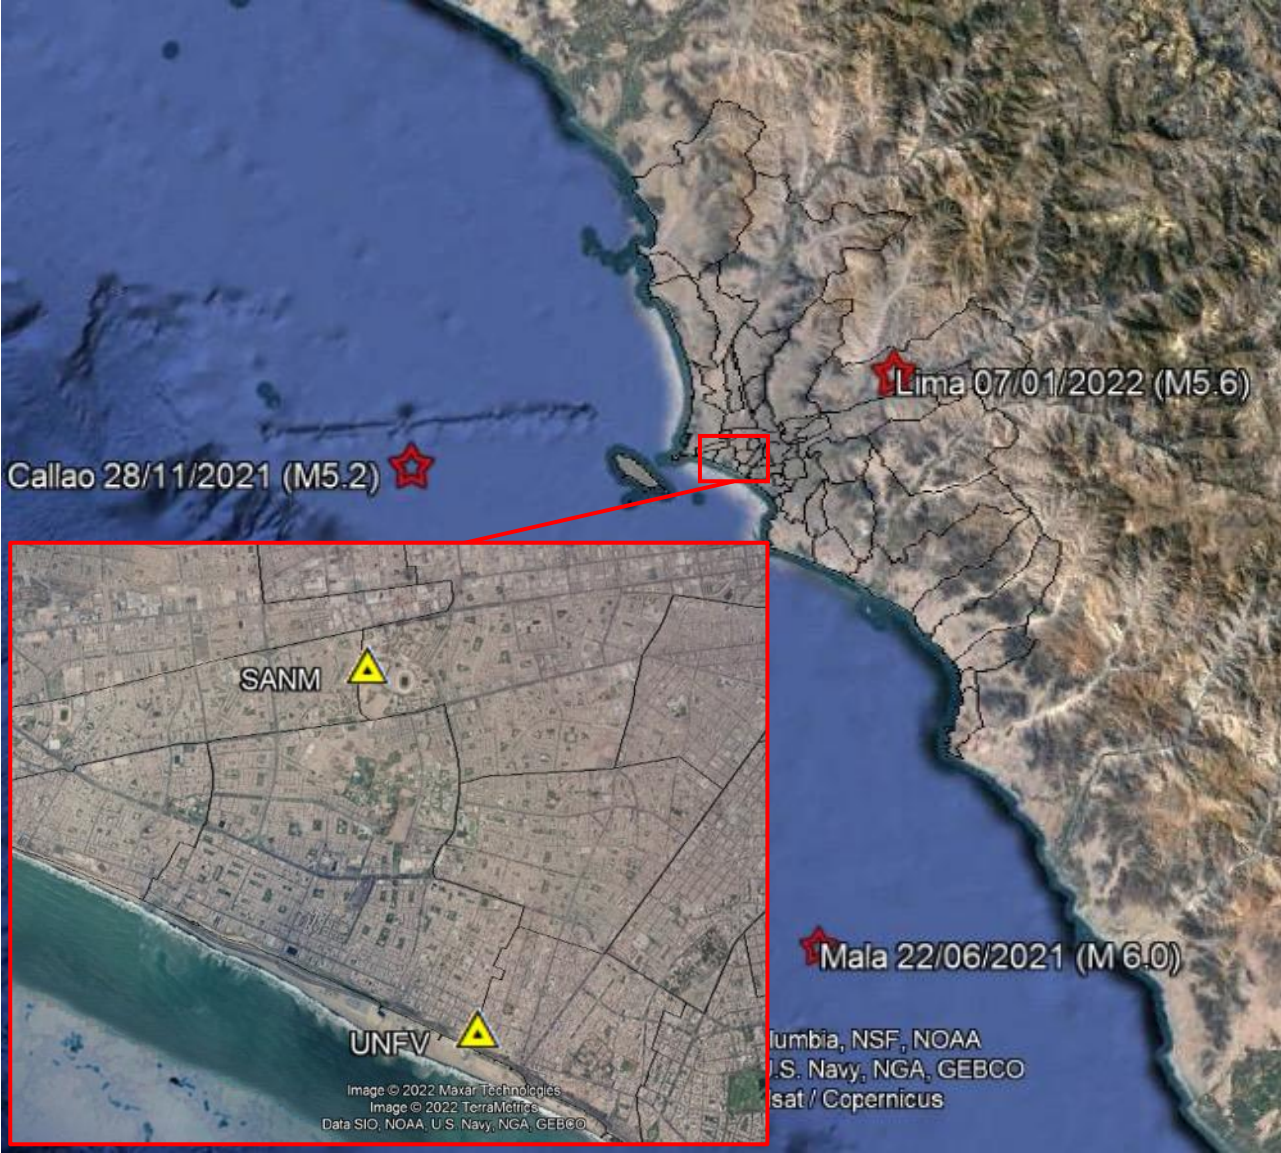 Lima 07/01/2022 (M5.6)
Callao 28/11/2021 (M5.2)
SANM
Mala 22/06/2021 (M 6.0)
UNFV
lumbia, NSF, NOAA
.S. Navy, NGA, GEBCO
sat / Copernicus
Image © 2022 Maxar Technologies
Image © 2022 TerraMetrics
Data SIO, NOAA, U.S. Navy, NGA, GEBCO